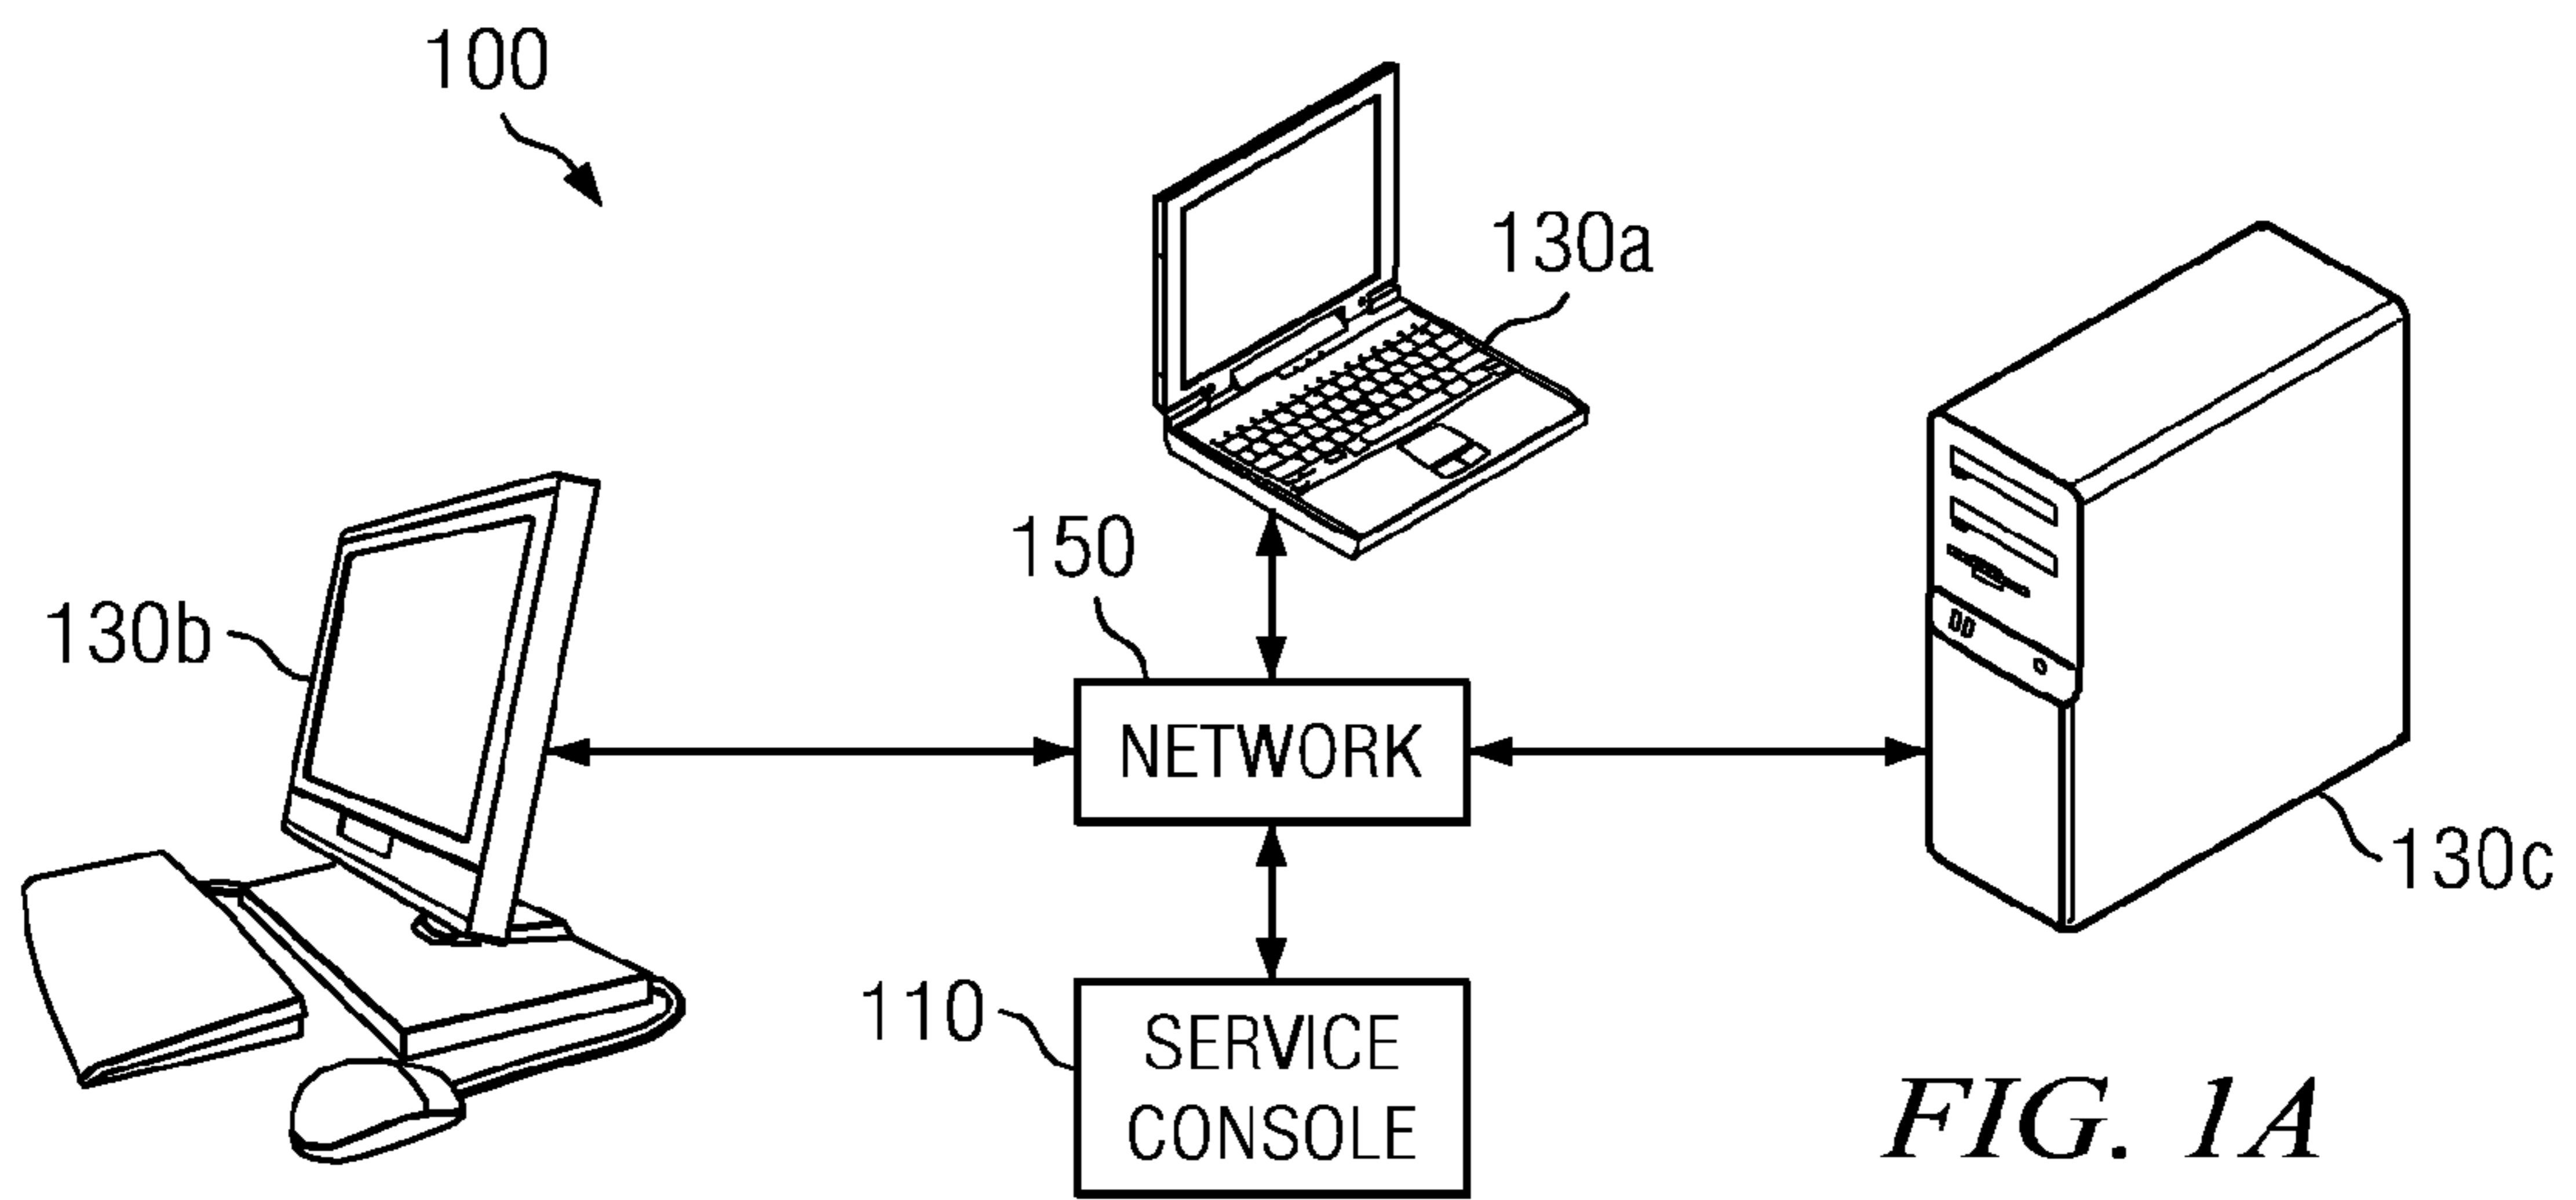 100
130a
150
130b
NETWORK
130c
110
SERVICE
CONSOLE
FIG. 1A